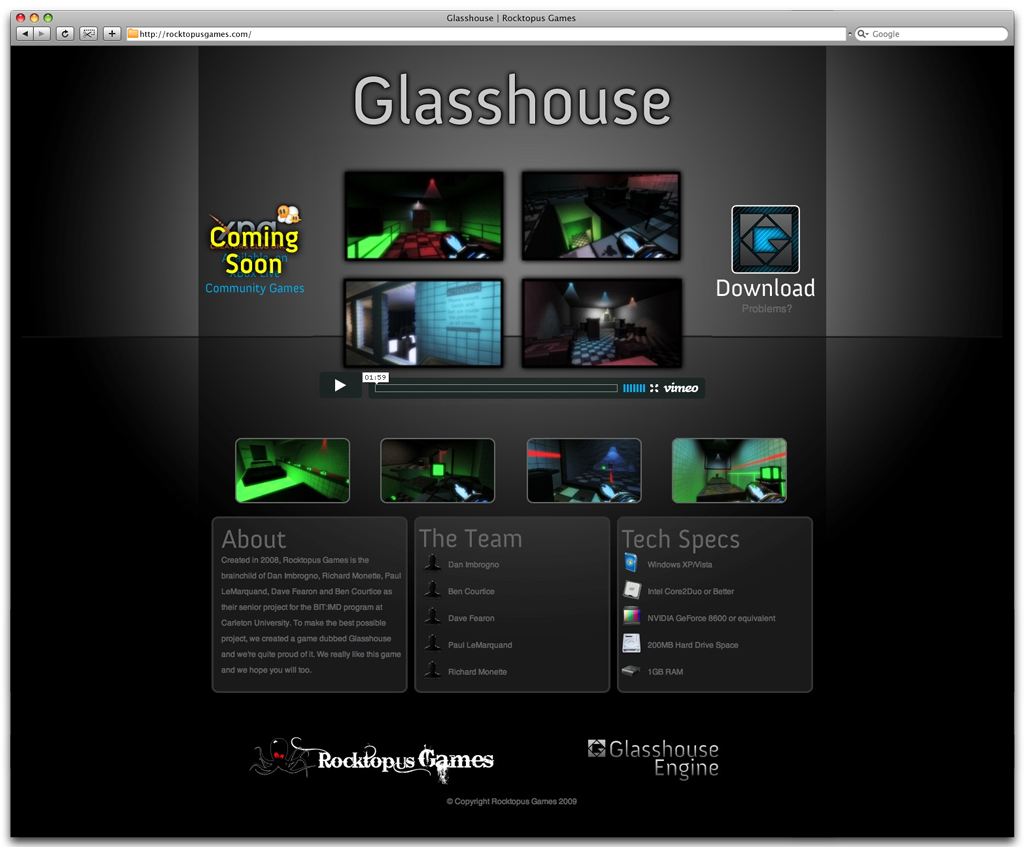 Glasshouse | Rocktopus Games
http://rocktopusgames.com/
Google
Glasshouse
xna
Coming
Soon
Available on
Xbox Live
Community Games
Download
Problems?
01:59
vimeo
About
Created in 2008, Rocktopus Games is the
brainchild of Dan Imbrogno, Richard Monette, Paul
LeMarquand, Dave Fearon and Ben Courtice as
their senior project for the BIT:IMD program at
Carleton University. To make the best possible
project, we created a game dubbed Glasshouse
and we're quite proud of it. We really like this game
and we hope you will too.
The Team
Dan Imbrogno
Ben Courtice
Dave Fearon
Paul LeMarquand
Richard Monette
Tech Specs
Windows XP/Vista
Intel Core2Duo or Better
NVIDIA GeForce 8600 or equivalent
200MB Hard Drive Space
1GB RAM
Rocktopus Games
Glasshouse
Engine
© Copyright Rocktopus Games 2009